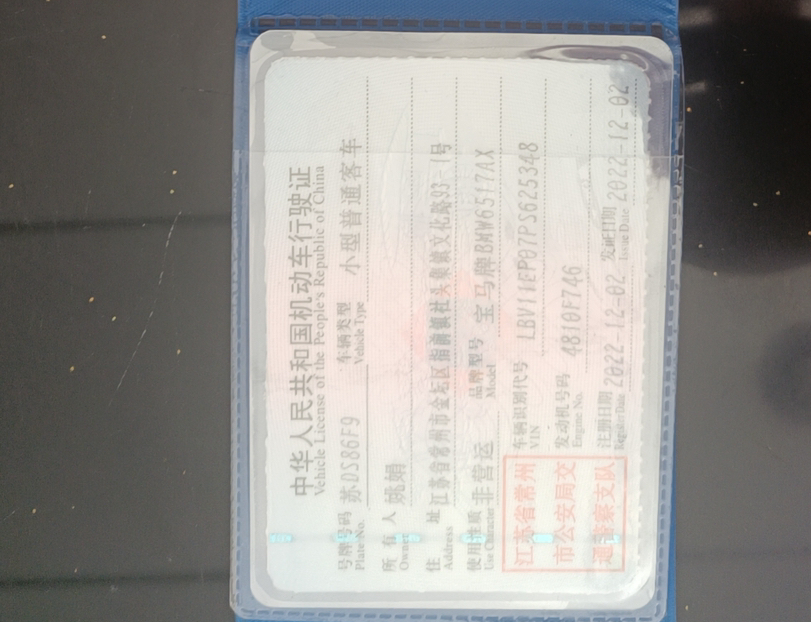 中华人民共和国机动车行驶证
Vehicle License of the People's Republic of China
号牌号码 苏DS86F9 车辆类型 小型普通客车
Plate No. Vehicle Type
所有人 姚娟
Owner
住址 江苏省常州市金坛区指前镇社头集镇文化路93-1号
Address
使用性质 非营运 品牌型号 宝马牌BMW6517AX
Use Character Model
车辆识别代号 LBV11EP07PS625348
VIN
发动机号码 4810F746
Engine No.
注册日期 2022-12-02 发证日期 2022-12-02
Register Date Issue Date
江苏省常州
市公安局交
通警察支队